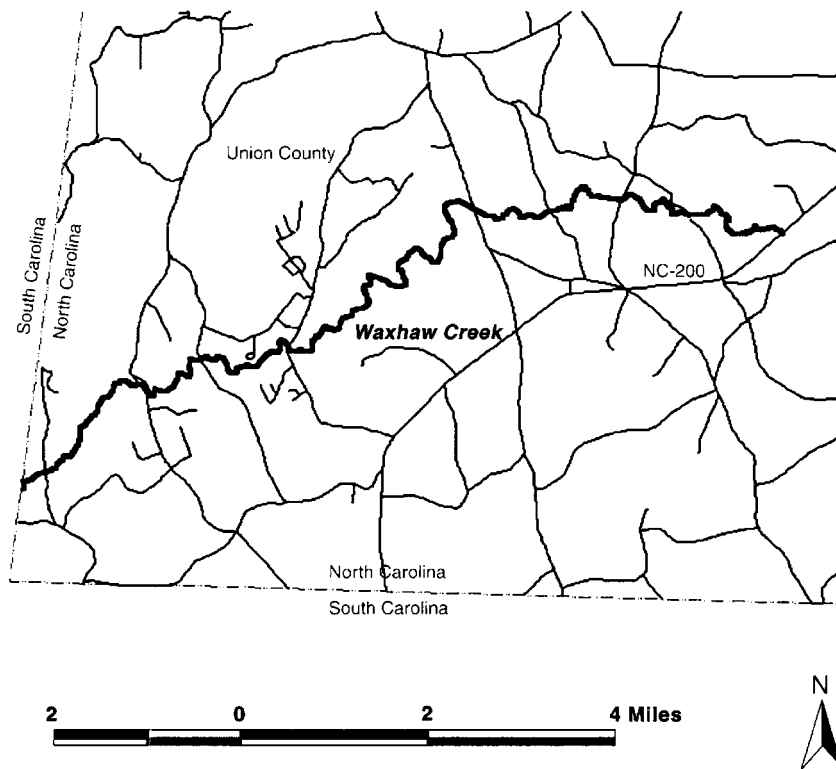 Union County
South Carolina
North Carolina
NC-200
Waxhaw Creek
North Carolina
South Carolina
2 0 2 4 Miles
N